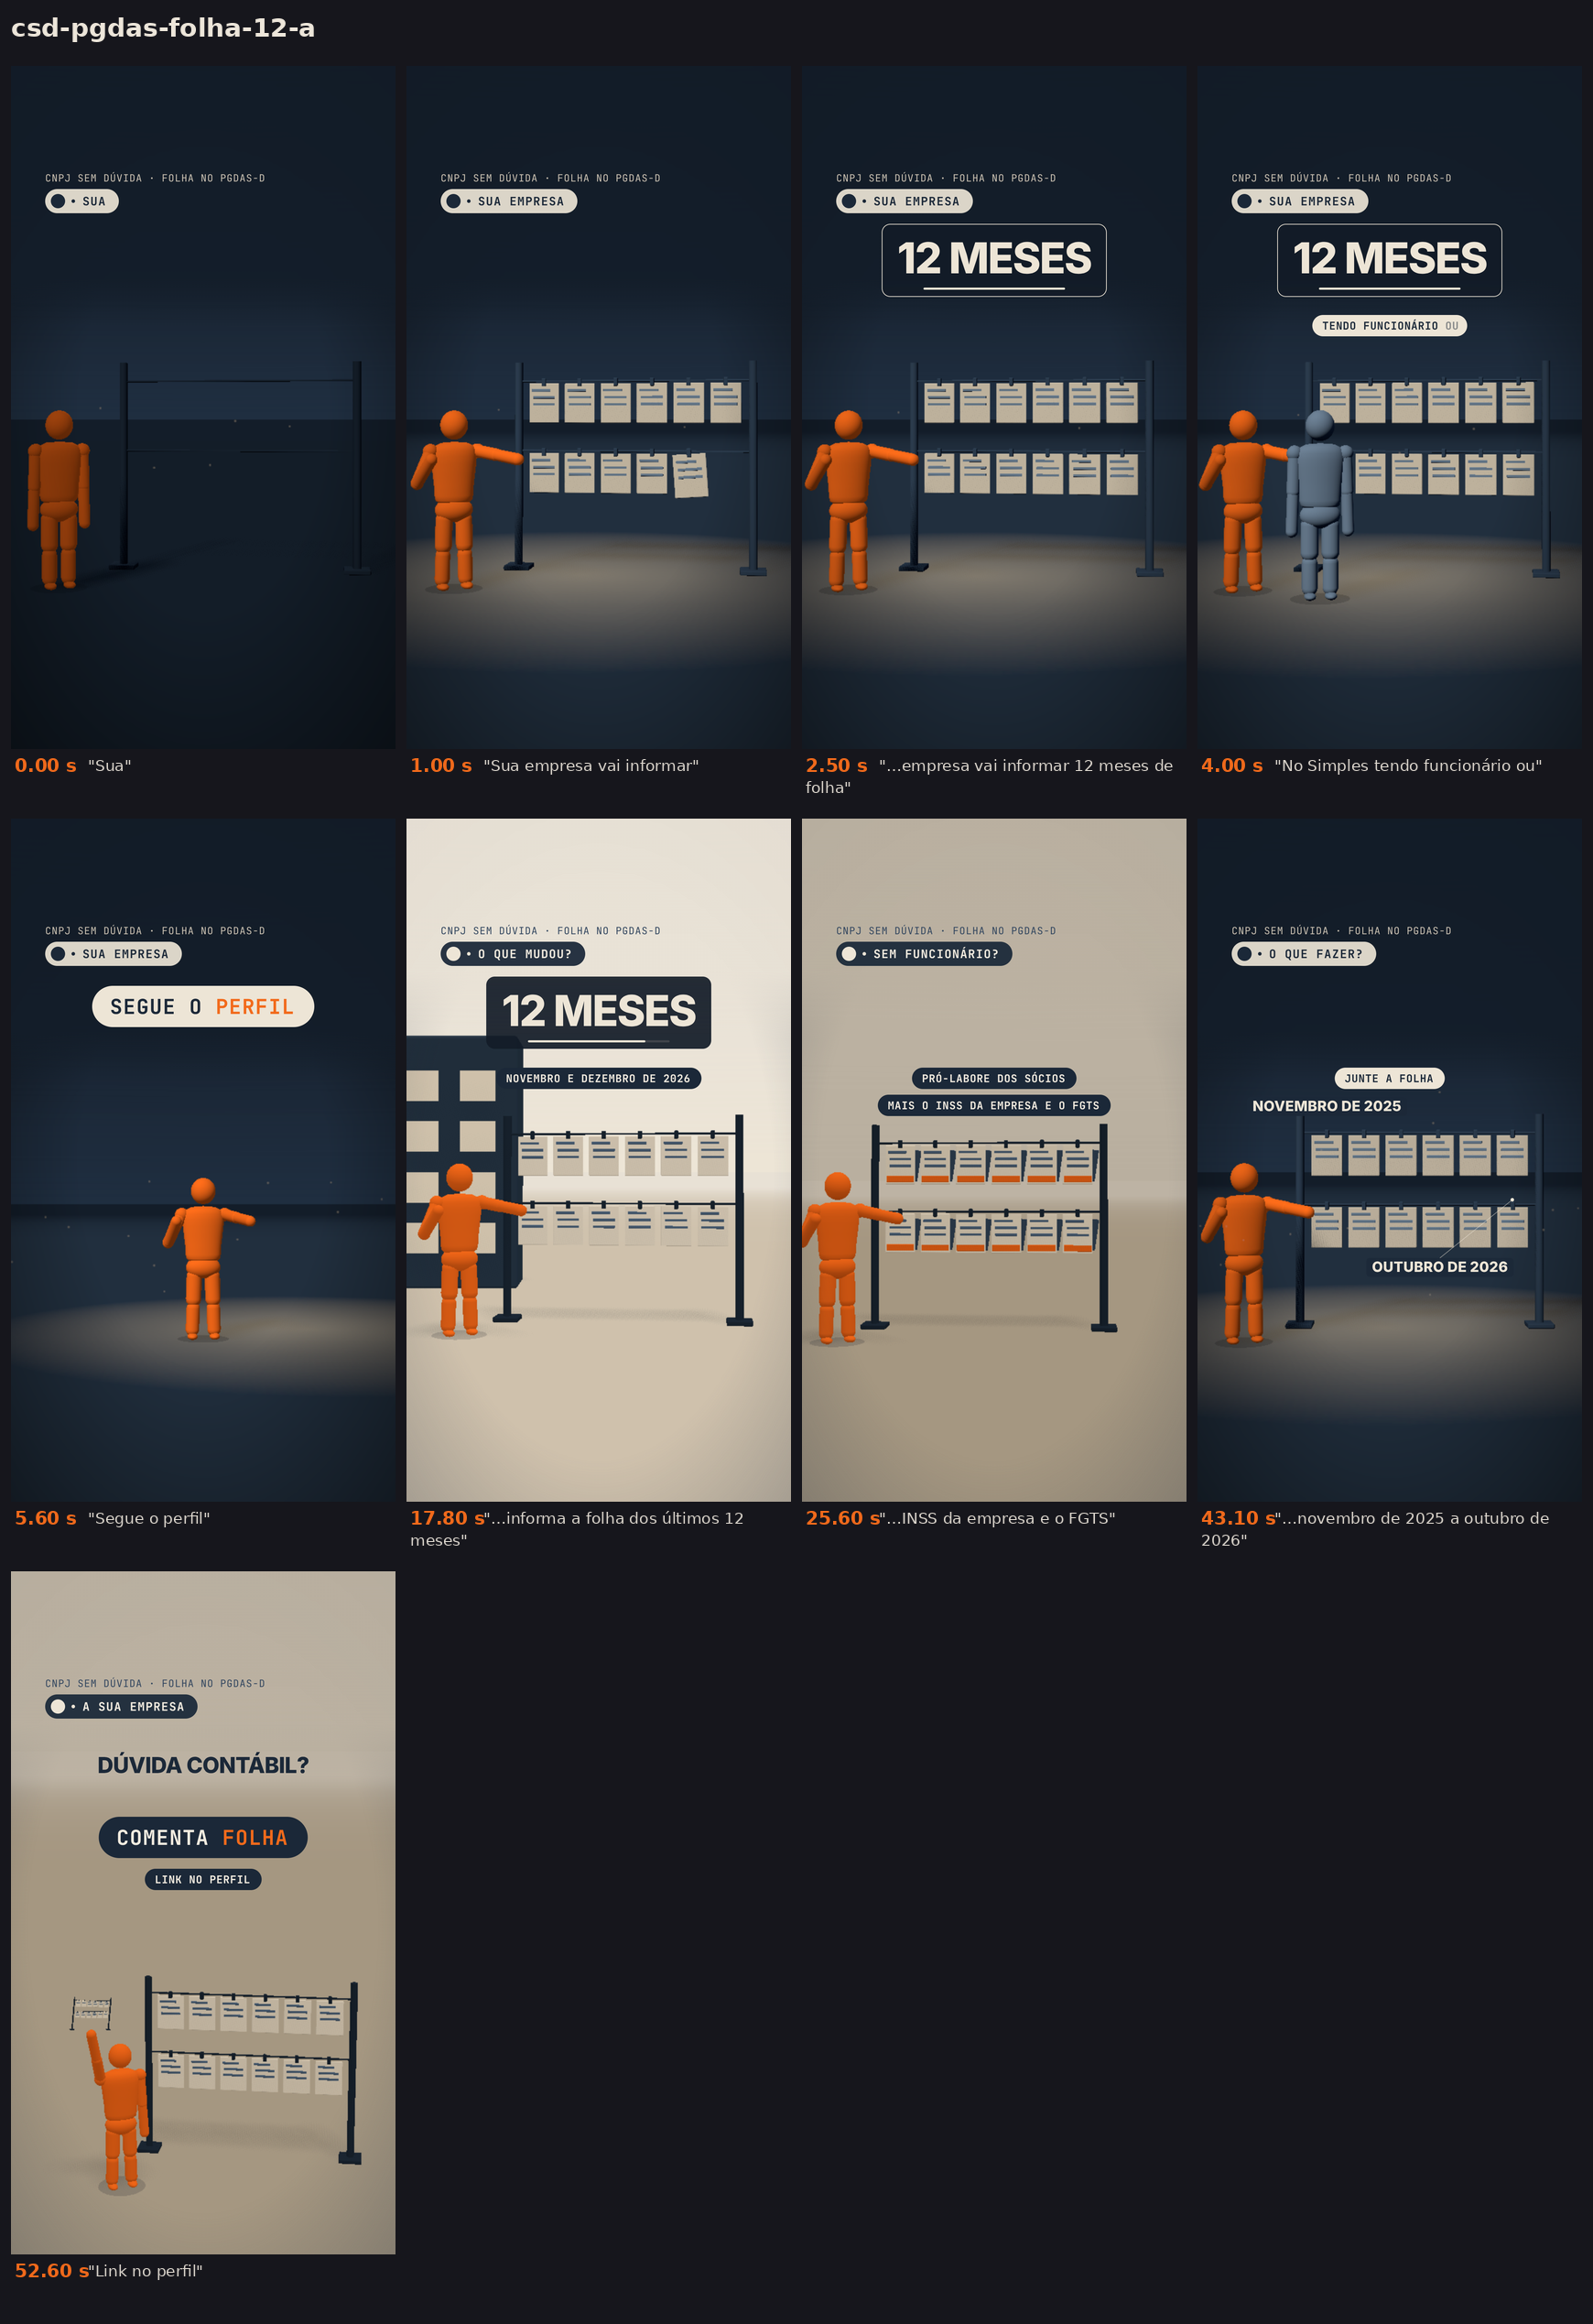 csd-pgdas-folha-12-a
CNPJ SEM DÚVIDA · FOLHA NO PGDAS-D
• SUA
0.00 s "Sua"
CNPJ SEM DÚVIDA · FOLHA NO PGDAS-D
• SUA EMPRESA
1.00 s "Sua empresa vai informar"
CNPJ SEM DÚVIDA · FOLHA NO PGDAS-D
• SUA EMPRESA
12 MESES
2.50 s "...empresa vai informar 12 meses de
folha"
CNPJ SEM DÚVIDA · FOLHA NO PGDAS-D
• SUA EMPRESA
12 MESES
TENDO FUNCIONÁRIO OU
4.00 s "No Simples tendo funcionário ou"
CNPJ SEM DÚVIDA · FOLHA NO PGDAS-D
• SUA EMPRESA
SEGUE O PERFIL
5.60 s "Segue o perfil"
CNPJ SEM DÚVIDA · FOLHA NO PGDAS-D
• O QUE MUDOU?
12 MESES
NOVEMBRO E DEZEMBRO DE 2026
17.80 s "...informa a folha dos últimos 12
meses"
CNPJ SEM DÚVIDA · FOLHA NO PGDAS-D
• SEM FUNCIONÁRIO?
PRÓ-LABORE DOS SÓCIOS
MAIS O INSS DA EMPRESA E O FGTS
25.60 s "...INSS da empresa e o FGTS"
CNPJ SEM DÚVIDA · FOLHA NO PGDAS-D
• O QUE FAZER?
JUNTE A FOLHA
NOVEMBRO DE 2025
OUTUBRO DE 2026
43.10 s "...novembro de 2025 a outubro de
2026"
CNPJ SEM DÚVIDA · FOLHA NO PGDAS-D
• A SUA EMPRESA
DÚVIDA CONTÁBIL?
COMENTA FOLHA
LINK NO PERFIL
52.60 s "Link no perfil"